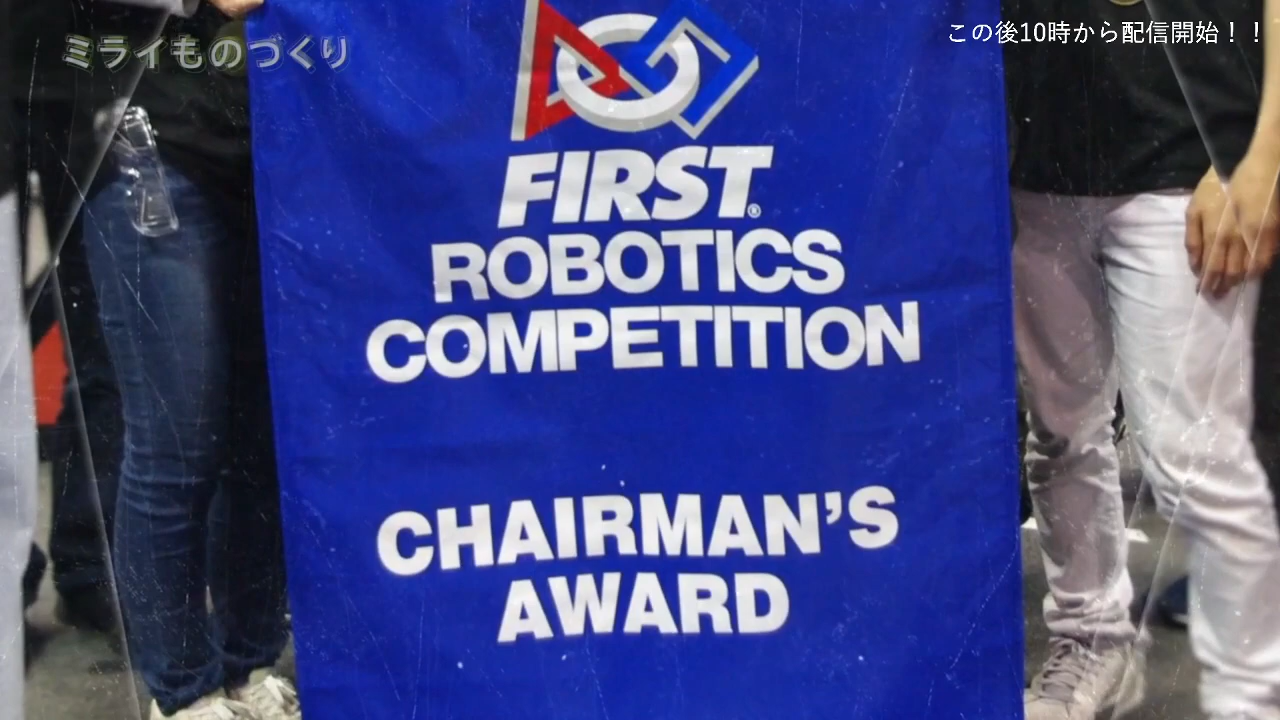 ミライものづくり
この後10時から配信開始！！
FIRST®
ROBOTICS
COMPETITION
CHAIRMAN'S
AWARD